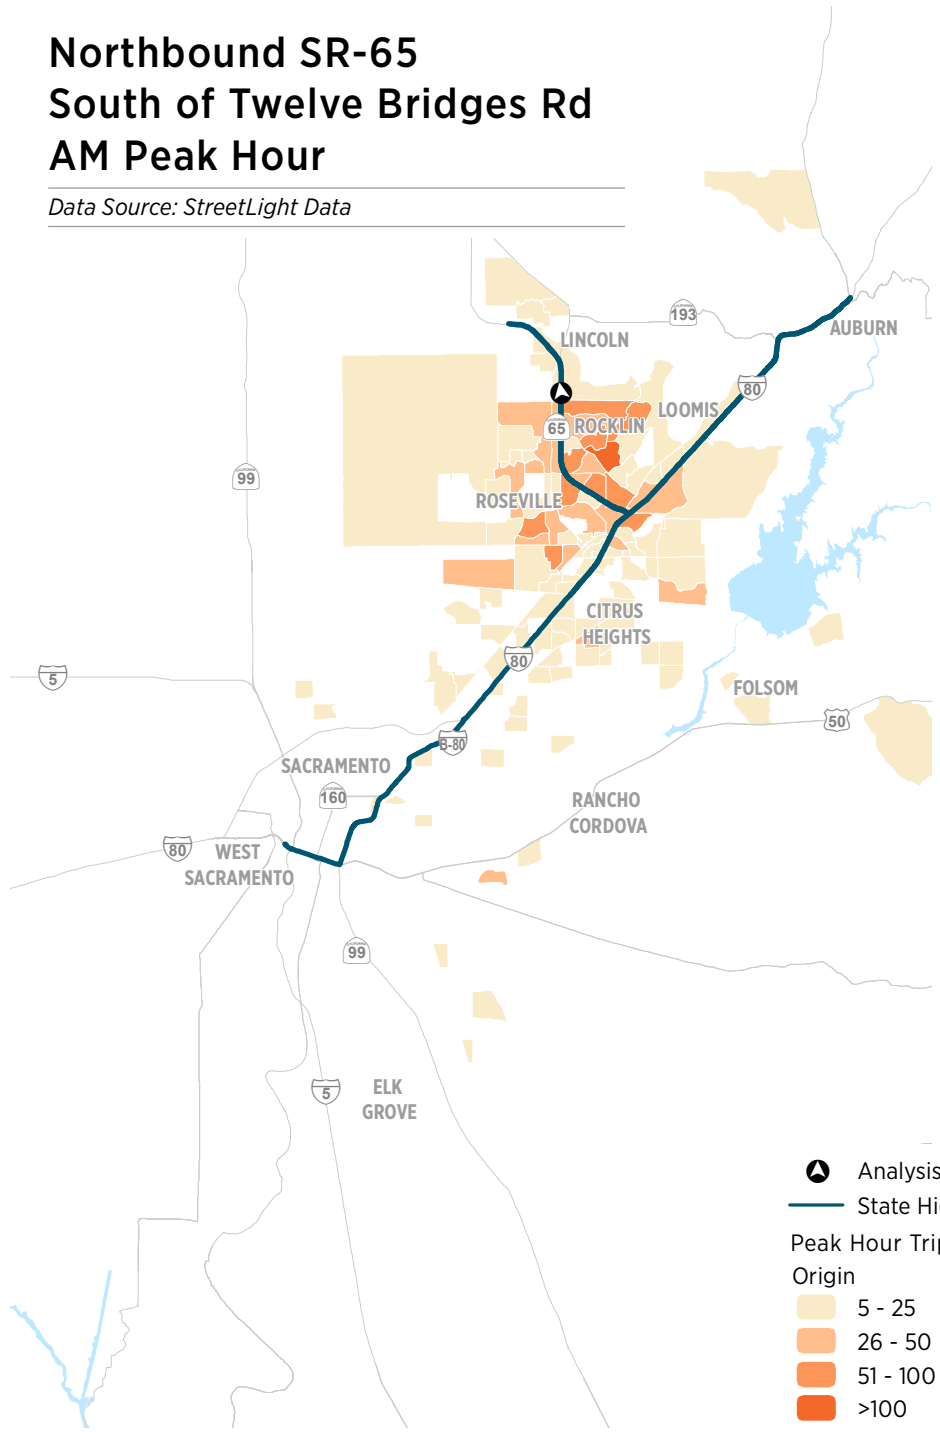 Northbound SR-65
South of Twelve Bridges Rd
AM Peak Hour
Data Source: StreetLight Data
193
AUBURN
LINCOLN
80
LOOMIS
65
ROCKLIN
99
ROSEVILLE
CITRUS
HEIGHTS
80
5
FOLSOM
50
B-80
SACRAMENTO
160
RANCHO
CORDOVA
80
WEST
SACRAMENTO
99
5
ELK
GROVE
Analysis
State Hi
Peak Hour Trip
Origin
5 - 25
26 - 50
51 - 100
>100